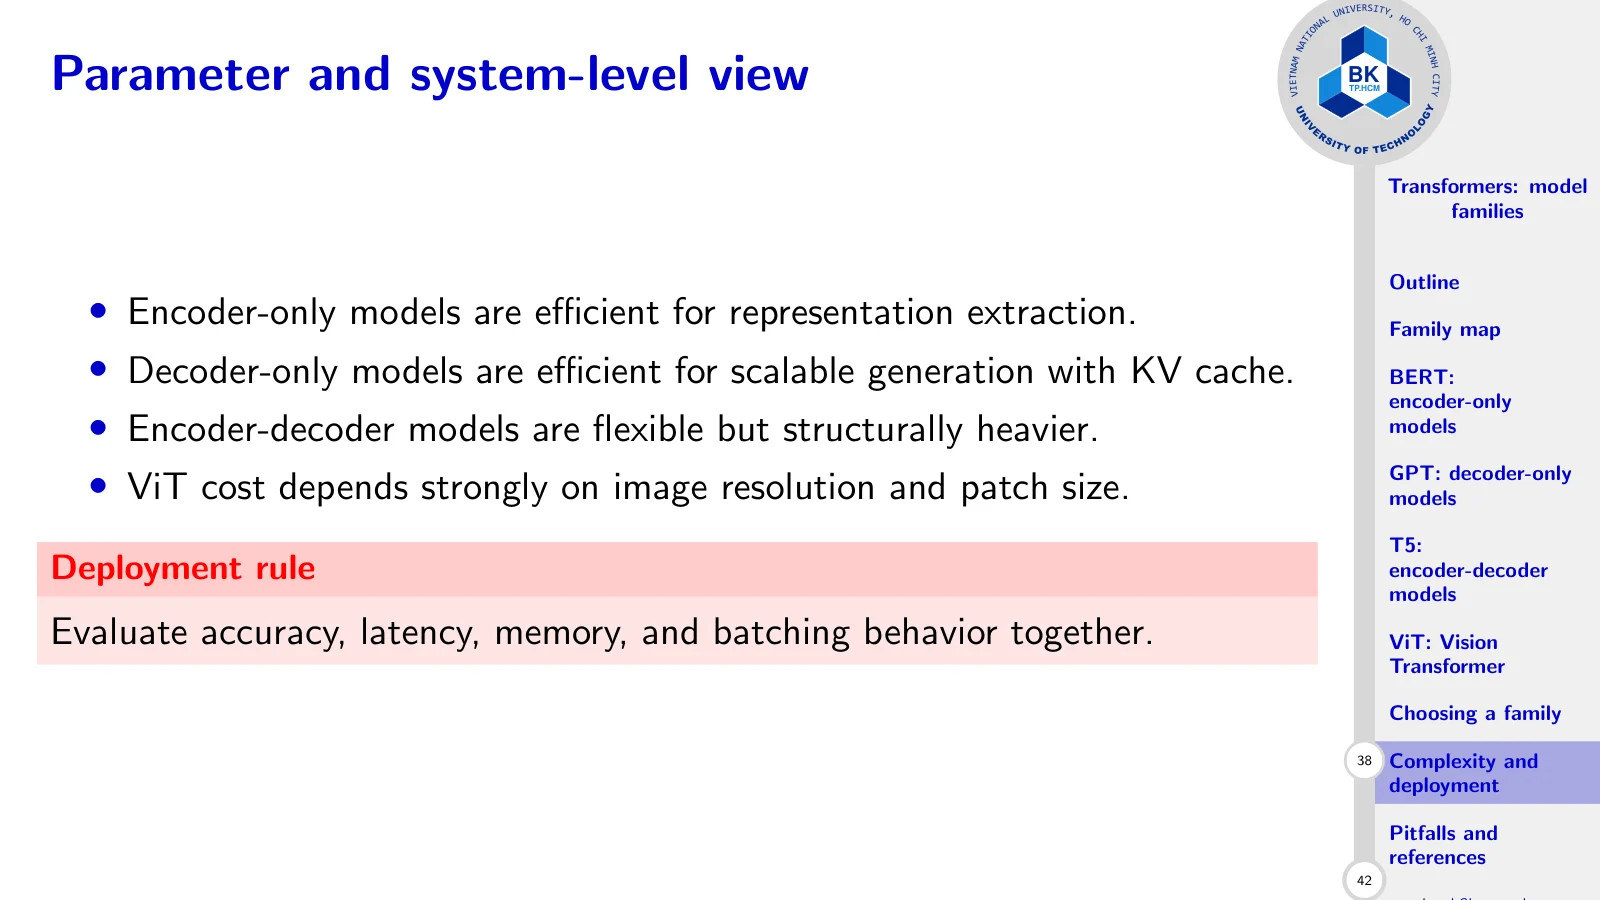 Parameter and system-level view
• Encoder-only models are efficient for representation extraction.
• Decoder-only models are efficient for scalable generation with KV cache.
• Encoder-decoder models are flexible but structurally heavier.
• ViT cost depends strongly on image resolution and patch size.
Deployment rule
Evaluate accuracy, latency, memory, and batching behavior together.
VIETNAM NATIONAL UNIVERSITY, HO CHI MINH CITY
BK
TP.HCM
UNIVERSITY OF TECHNOLOGY
Transformers: model
families
Outline
Family map
BERT:
encoder-only
models
GPT: decoder-only
models
T5:
encoder-decoder
models
ViT: Vision
Transformer
Choosing a family
38
Complexity and
deployment
Pitfalls and
references
42